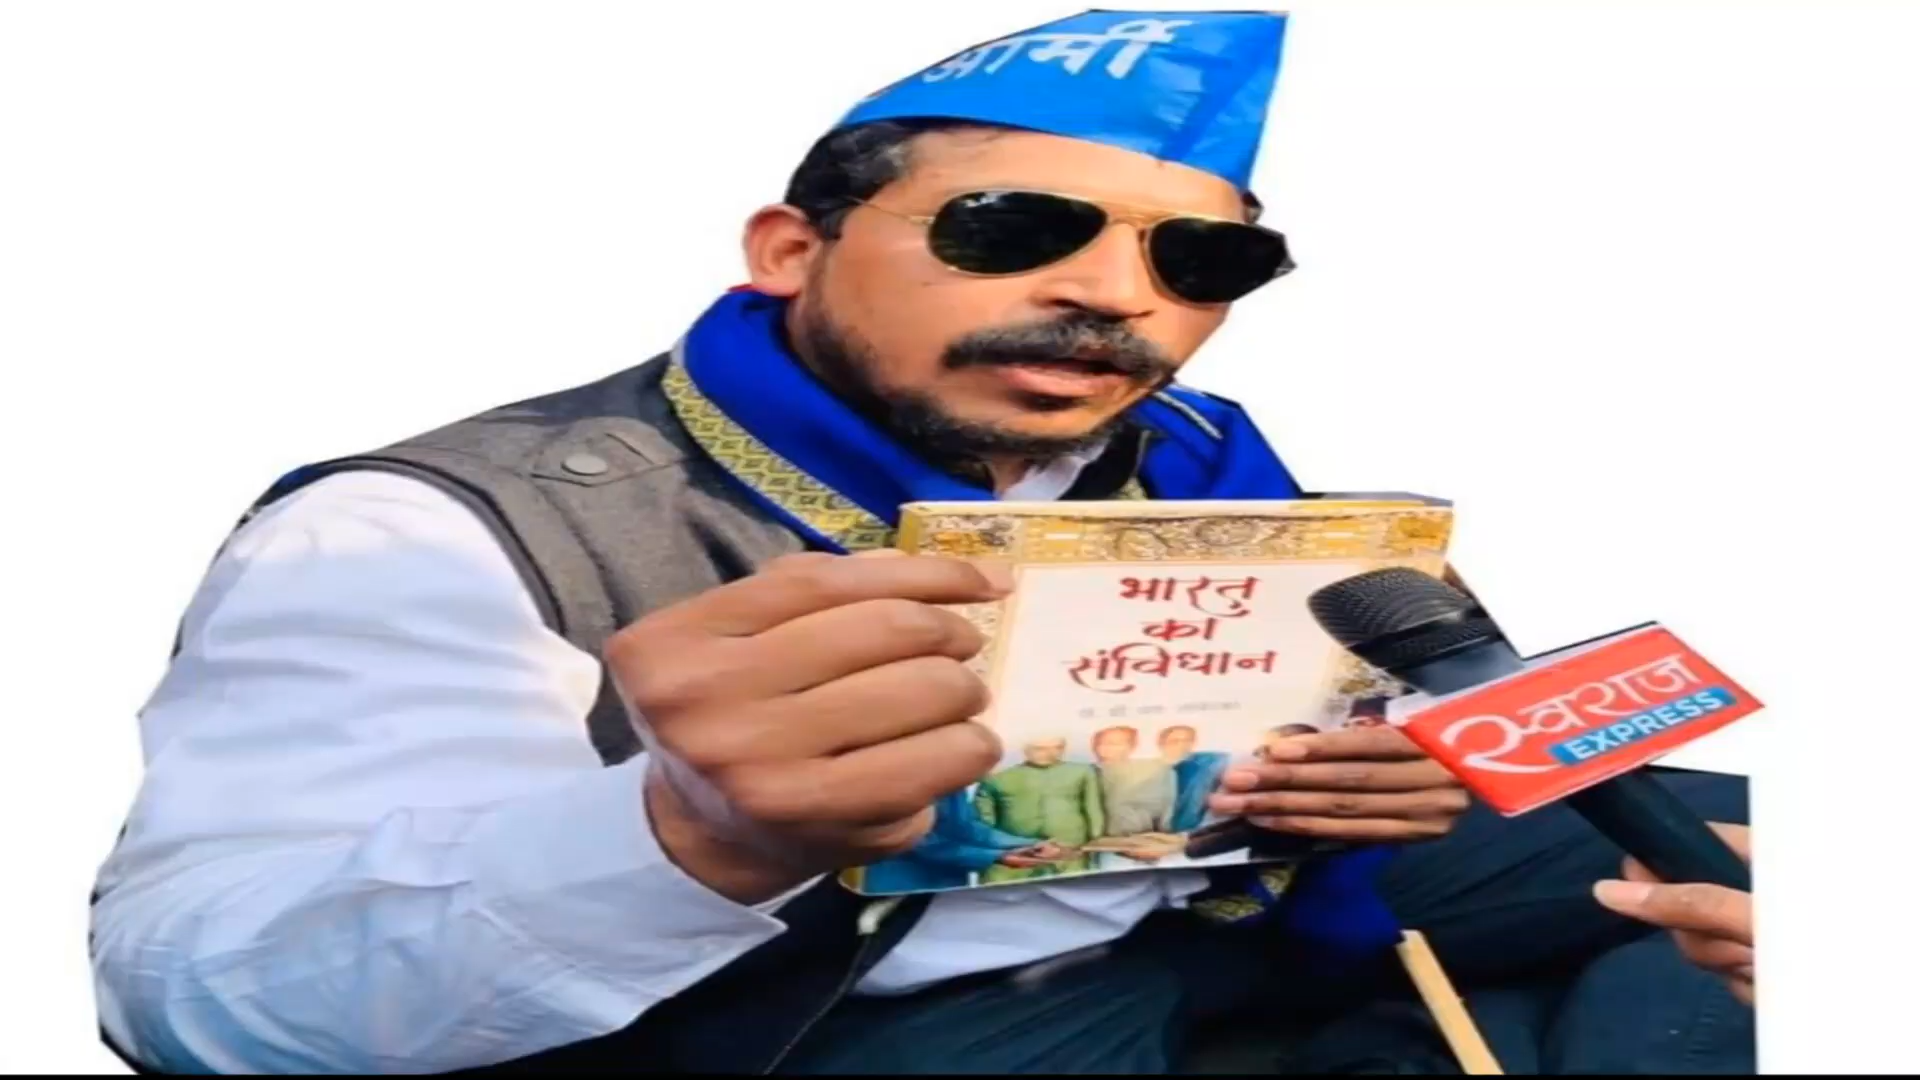 आर्मी
भारत
का
संविधान
स्वराज
EXPRESS